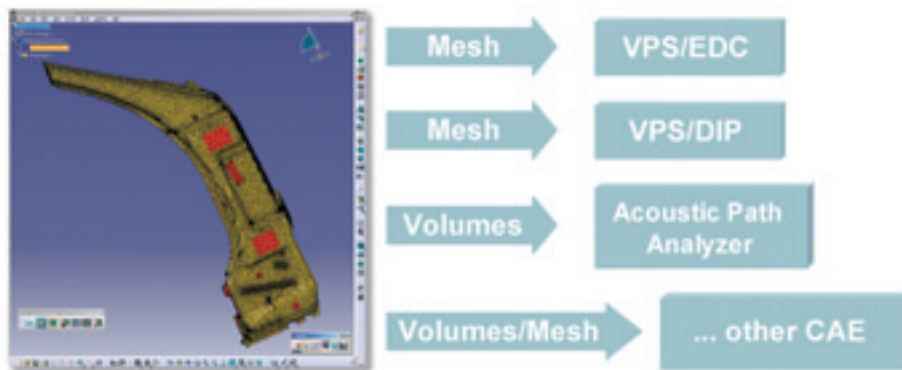 Mesh
VPS/EDC
Mesh
VPS/DIP
Volumes
Acoustic Path
Analyzer
Volumes/Mesh
... other CAE